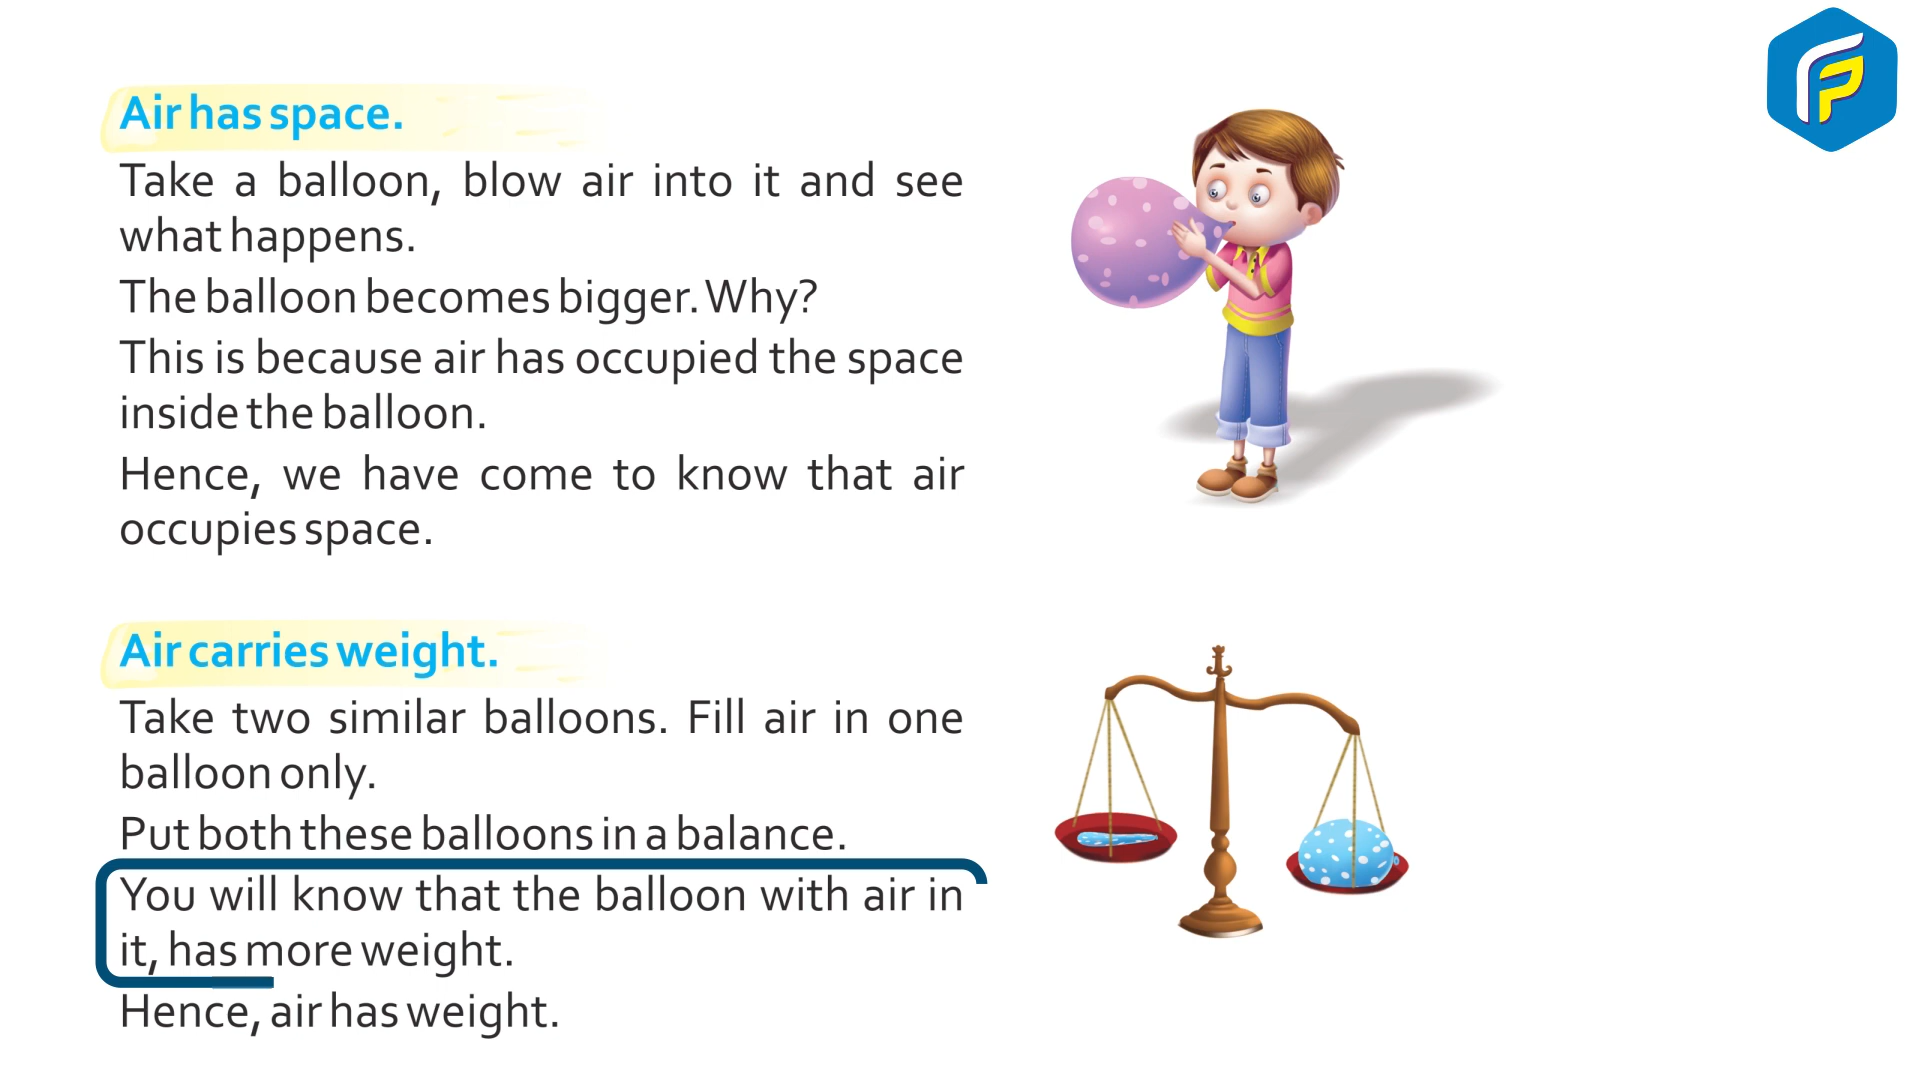 Air has space.
Take a balloon, blow air into it and see
what happens.
The balloon becomes bigger. Why?
This is because air has occupied the space
inside the balloon.
Hence, we have come to know that air
occupies space.
Air carries weight.
Take two similar balloons. Fill air in one
balloon only.
Put both these balloons in a balance.
You will know that the balloon with air in
it, has more weight.
Hence, air has weight.